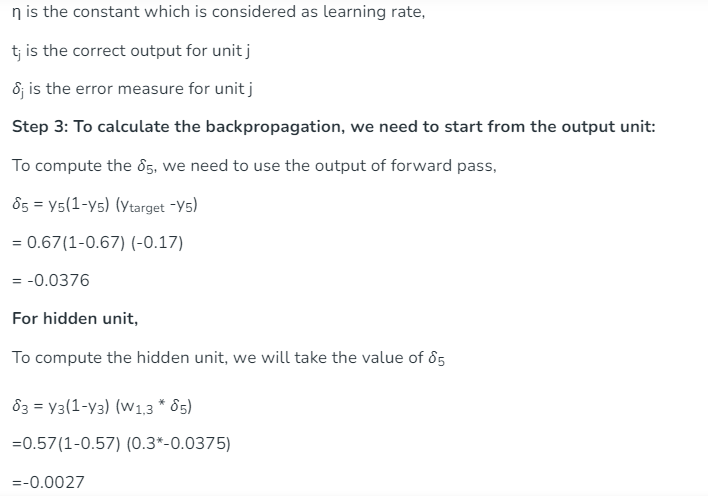 η is the constant which is considered as learning rate,
tj is the correct output for unit j
δj is the error measure for unit j
Step 3: To calculate the backpropagation, we need to start from the output unit:
To compute the δ5, we need to use the output of forward pass,
δ5 = y5(1-y5) (ytarget -y5)
= 0.67(1-0.67) (-0.17)
= -0.0376
For hidden unit,
To compute the hidden unit, we will take the value of δ5
δ3 = y3(1-y3) (w1,3 * δ5)
=0.57(1-0.57) (0.3*-0.0375)
=-0.0027